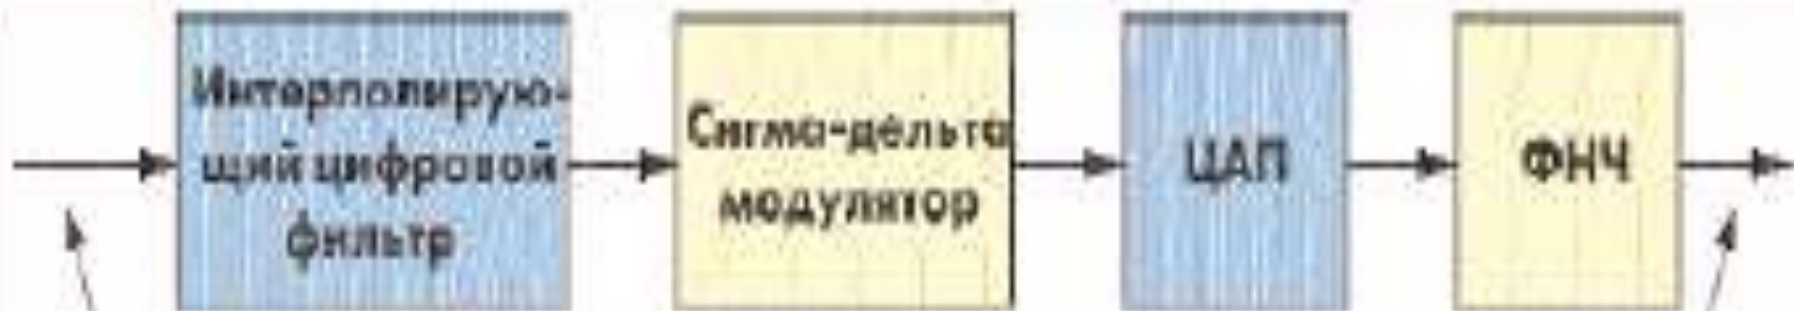 Интерполирую-
щий цифровой
фильтр
Сигма-дельта
модулятор
ЦАП
ФНЧ